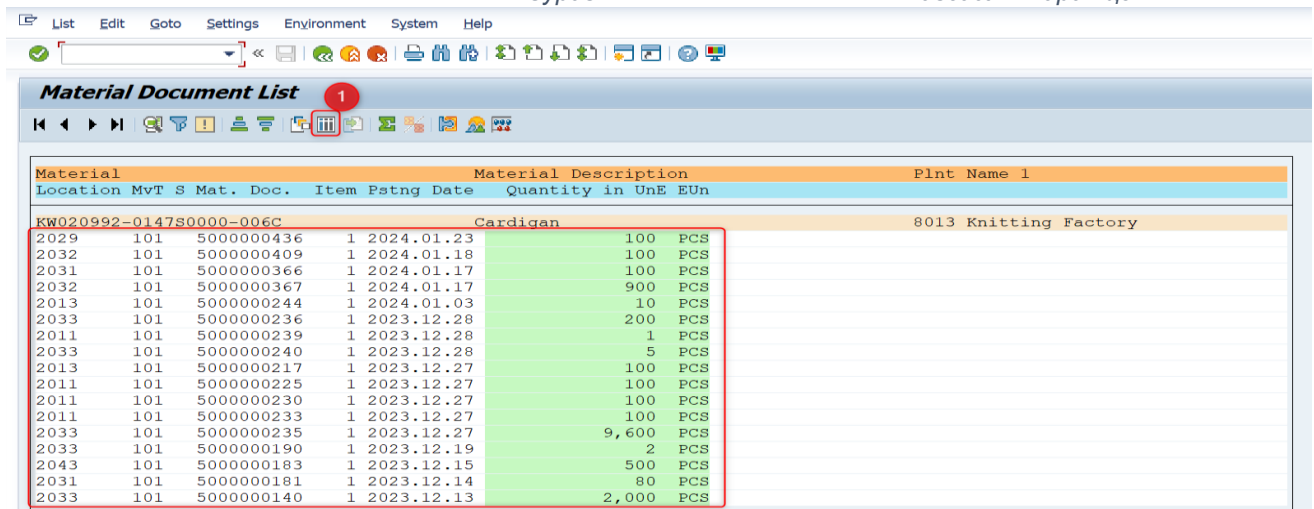 List Edit Goto Settings Environment System Help
Material Document List
1
Material Material Description Plnt Name 1
Location MvT S Mat. Doc. Item Pstng Date Quantity in UnE EUn
KW020992-0147S0000-006C Cardigan 8013 Knitting Factory
2029 101 5000000436 1 2024.01.23 100 PCS
2032 101 5000000409 1 2024.01.18 100 PCS
2031 101 5000000366 1 2024.01.17 100 PCS
2032 101 5000000367 1 2024.01.17 900 PCS
2013 101 5000000244 1 2024.01.03 10 PCS
2033 101 5000000236 1 2023.12.28 200 PCS
2011 101 5000000239 1 2023.12.28 1 PCS
2033 101 5000000240 1 2023.12.28 5 PCS
2013 101 5000000217 1 2023.12.27 100 PCS
2011 101 5000000225 1 2023.12.27 100 PCS
2011 101 5000000230 1 2023.12.27 100 PCS
2011 101 5000000233 1 2023.12.27 100 PCS
2033 101 5000000235 1 2023.12.27 9,600 PCS
2033 101 5000000190 1 2023.12.19 2 PCS
2043 101 5000000183 1 2023.12.15 500 PCS
2031 101 5000000181 1 2023.12.14 80 PCS
2033 101 5000000140 1 2023.12.13 2,000 PCS